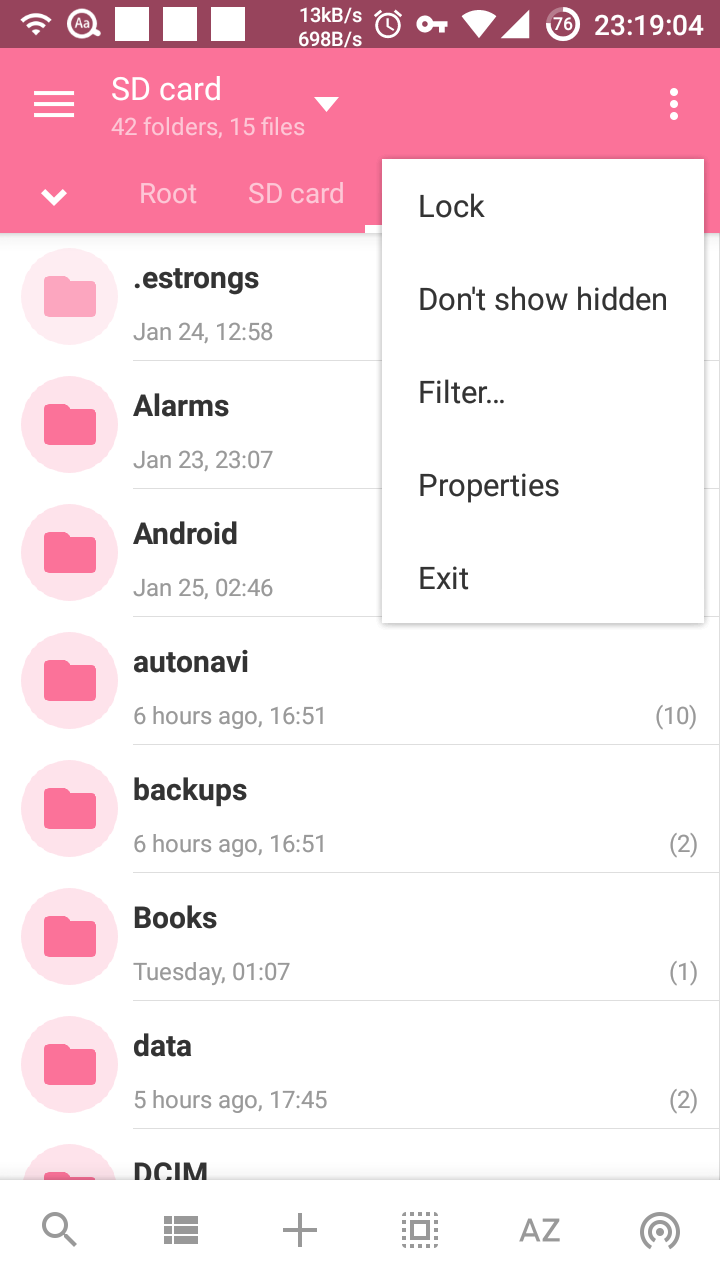 Aa
13kB/s
698B/s
76
23:19:04
SD card
42 folders, 15 files
Root
SD card
Lock
Don't show hidden
Filter...
Properties
Exit
.estrongs
Jan 24, 12:58
Alarms
Jan 23, 23:07
Android
Jan 25, 02:46
autonavi
6 hours ago, 16:51
(10)
backups
6 hours ago, 16:51
(2)
Books
Tuesday, 01:07
(1)
data
5 hours ago, 17:45
(2)
DCIM
AZ